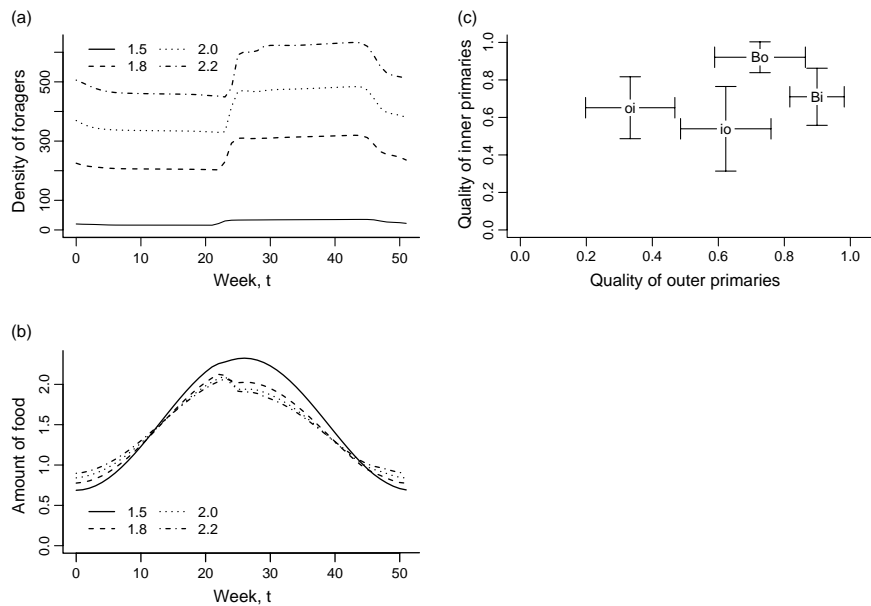 (a)
1.5 2.0
1.8 2.2
Density of foragers
0 100 300 500
0 10 20 30 40 50
Week, t
(c)
Quality of inner primaries
0.0 0.2 0.4 0.6 0.8 1.0
Bo
Bi
oi
io
0.0 0.2 0.4 0.6 0.8 1.0
Quality of outer primaries
(b)
Amount of food
0.0 0.5 1.0 1.5 2.0
1.5 2.0
1.8 2.2
0 10 20 30 40 50
Week, t